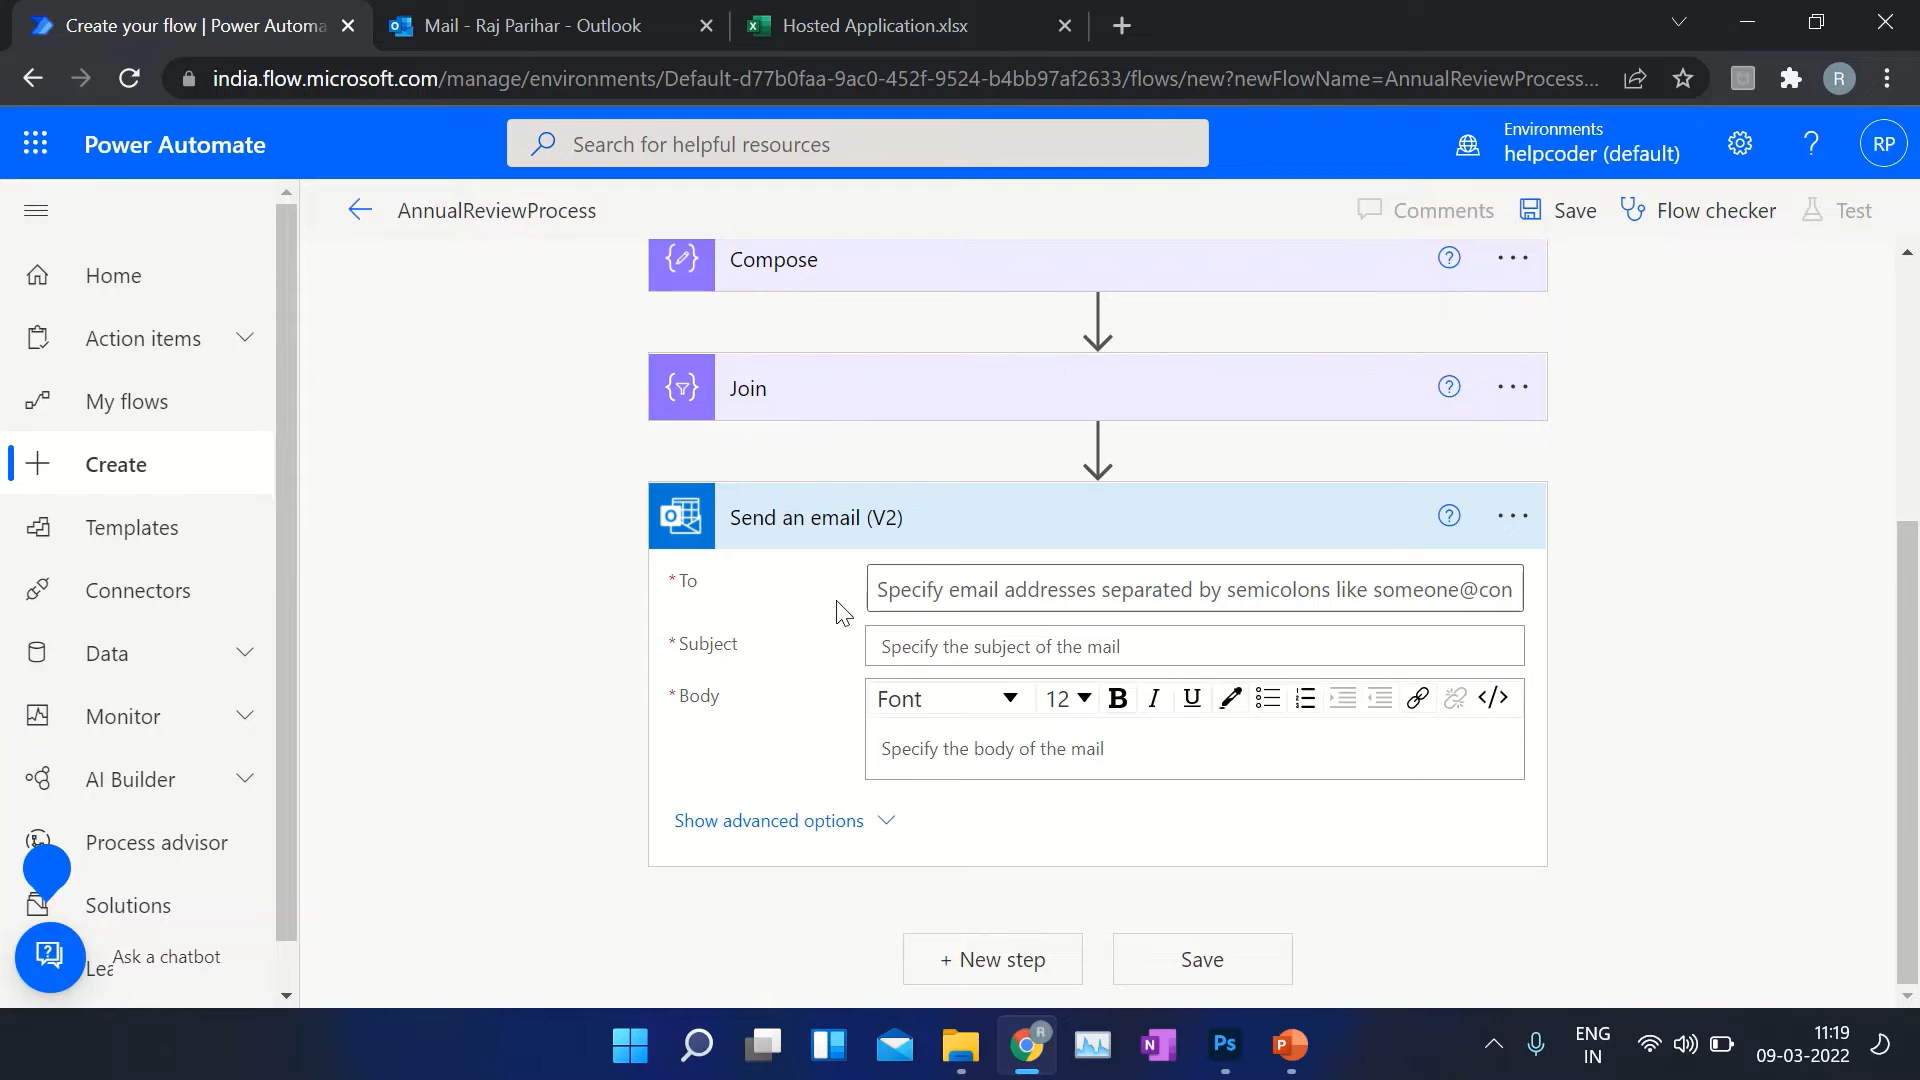 Create your flow | Power Automa
Mail - Raj Parihar - Outlook
Hosted Application.xlsx
india.flow.microsoft.com/manage/environments/Default-d77b0faa-9ac0-452f-9524-b4bb97af2633/flows/new?newFlowName=AnnualReviewProcess...
R
Power Automate
Search for helpful resources
Environments
helpcoder (default)
RP
AnnualReviewProcess
Comments
Save
Flow checker
Test
Home
Action items
My flows
Create
Templates
Connectors
Data
Monitor
AI Builder
Process advisor
Solutions
Lea
Ask a chatbot
Compose
Join
Send an email (V2)
*To
Specify email addresses separated by semicolons like someone@con
*Subject
Specify the subject of the mail
*Body
Font
12
B I U
Specify the body of the mail
Show advanced options
+ New step
Save
R
N
Ps
P
ENG
IN
11:19
09-03-2022